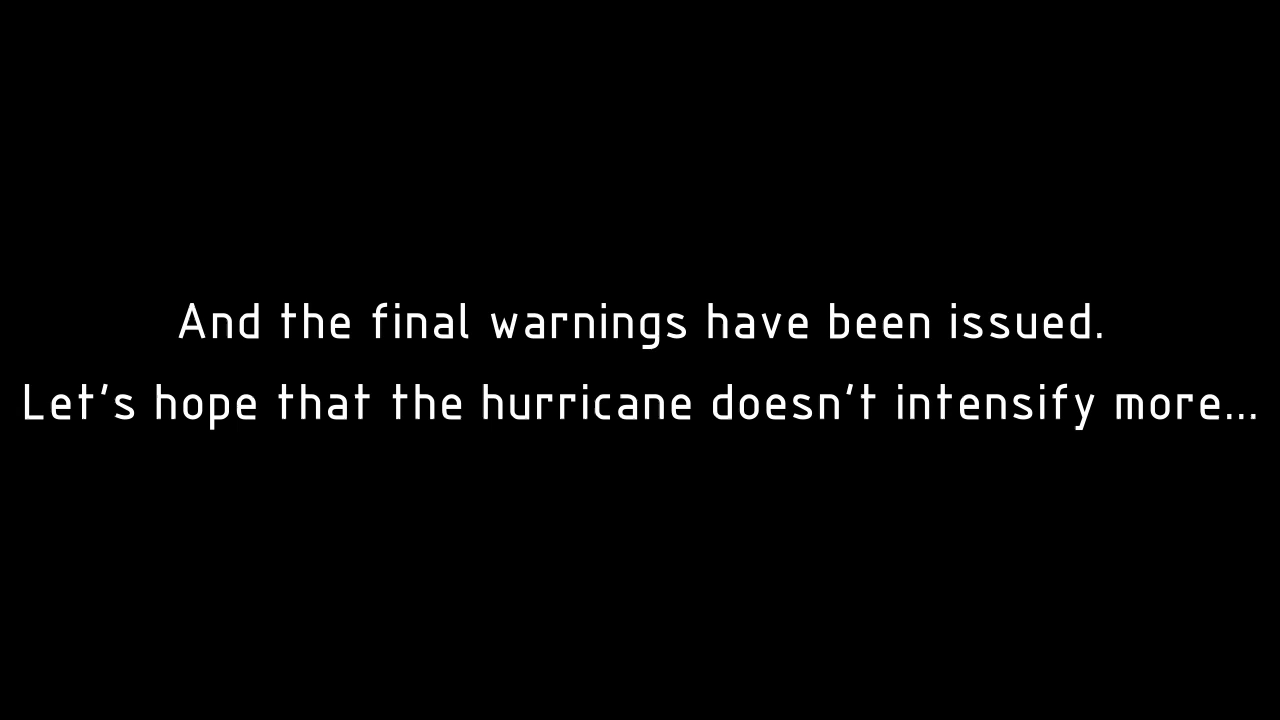 And the final warnings have been issued.
Let's hope that the hurricane doesn't intensify more...